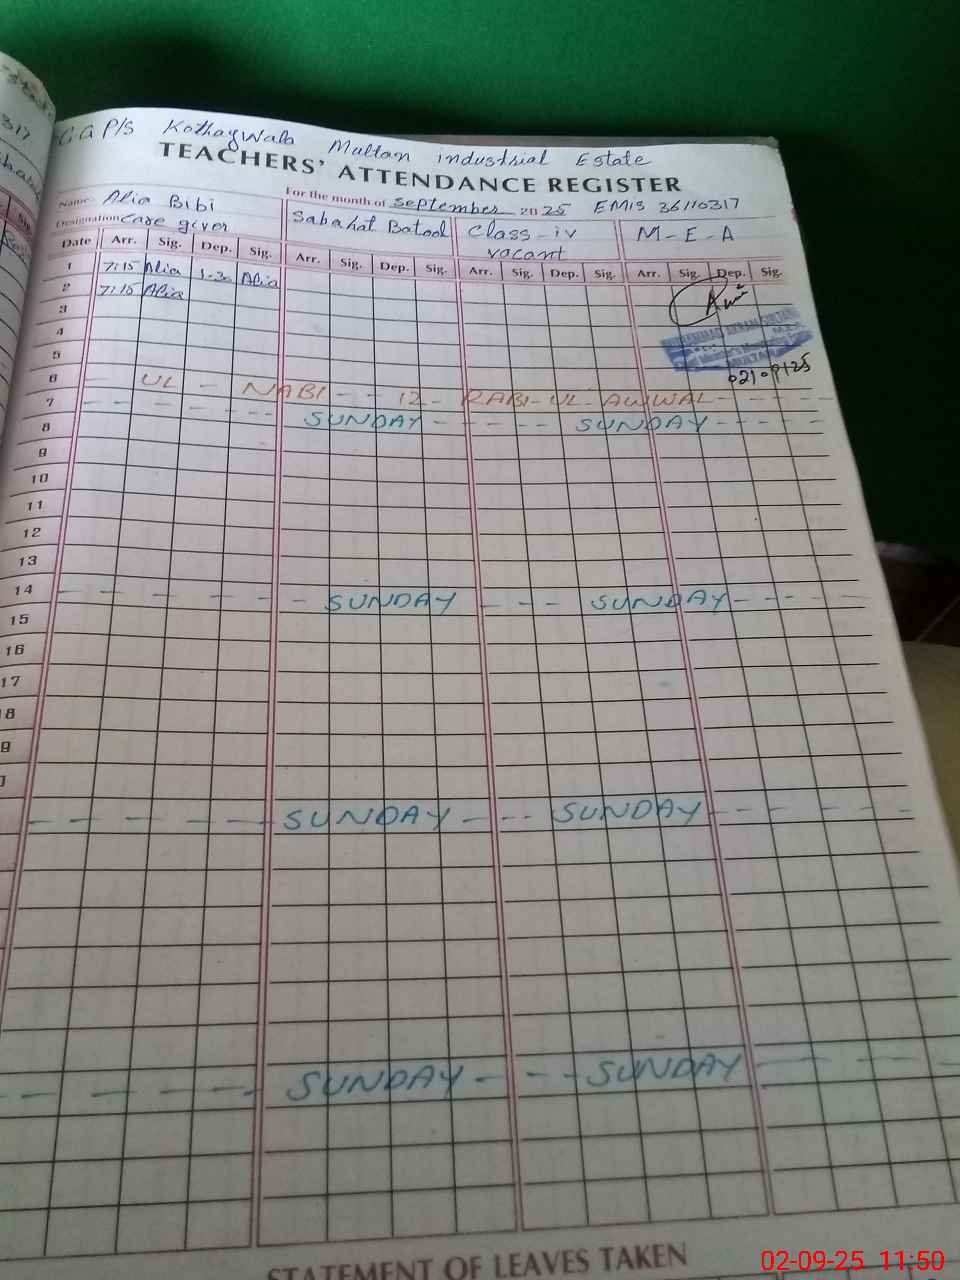 G G P/S Kothaywala Multan industrial Estate
TEACHERS' ATTENDANCE REGISTER
For the month of September 2025 EMIS 36110317
Name: Alia Bibi
Designation care giver
Sabahat Batool
Class - iv
vacant
M - E - A
Date Arr. Sig. Dep. Sig. Arr. Sig. Dep. Sig. Arr. Sig. Dep. Sig. Arr. Sig. Dep. Sig.
1 7:15 Alia 1-30 Alia
2 7:15 Alia
3
4
MULTAN
5
02/09/25
6 - UL - NABI - - 12 - RABI - UL - AWWAL - - -
7 - - - - - - SUNDAY - - - - SUNDAY - - - -
8
9
10
11
12
13
14 - - - - - - SUNDAY - - - SUNDAY - - - -
15
16
17
18
9
- - - - - SUNDAY - - - SUNDAY - - - - -
- - - - - SUNDAY - - - SUNDAY - - - -
STATEMENT OF LEAVES TAKEN
02-09-25 11:50